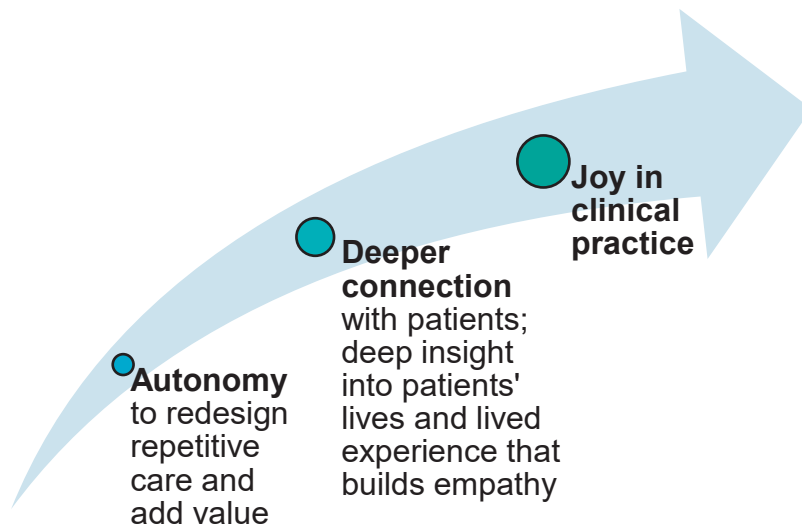 Autonomy
to redesign
repetitive
care and
add value
Deeper
connection
with patients;
deep insight
into patients'
lives and lived
experience that
builds empathy
Joy in
clinical
practice